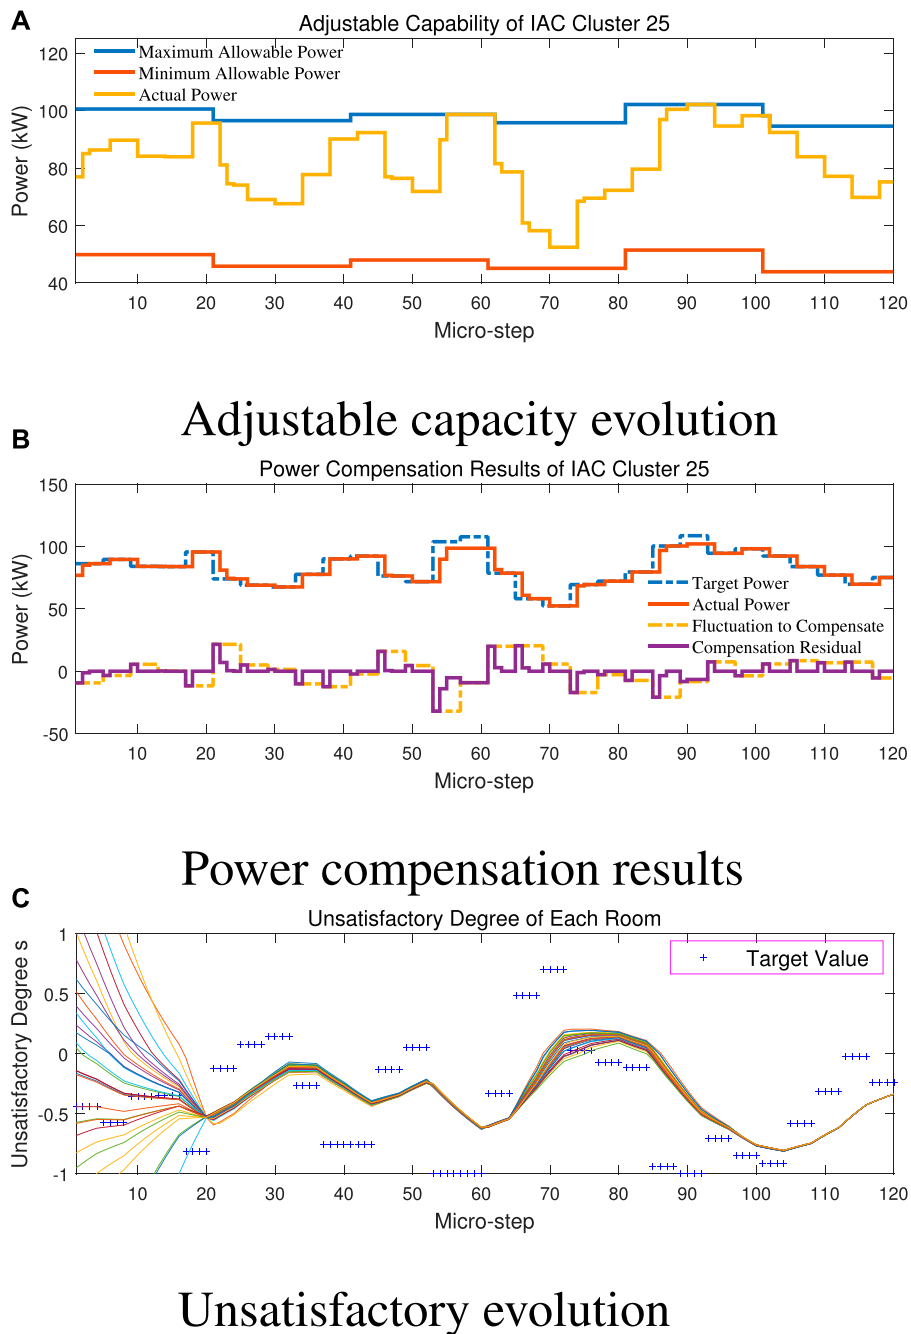 A
Adjustable Capability of IAC Cluster 25
Maximum Allowable Power
Minimum Allowable Power
Actual Power
Power (kW)
120
100
80
60
40
10 20 30 40 50 60 70 80 90 100 110 120
Micro-step
Adjustable capacity evolution
B
Power Compensation Results of IAC Cluster 25
Power (kW)
150
100
50
0
-50
Target Power
Actual Power
Fluctuation to Compensate
Compensation Residual
10 20 30 40 50 60 70 80 90 100 110 120
Micro-step
Power compensation results
C
Unsatisfactory Degree of Each Room
Unsatisfactory Degree s
1
0.5
0
-0.5
-1
Target Value
10 20 30 40 50 60 70 80 90 100 110 120
Micro-step
Unsatisfactory evolution